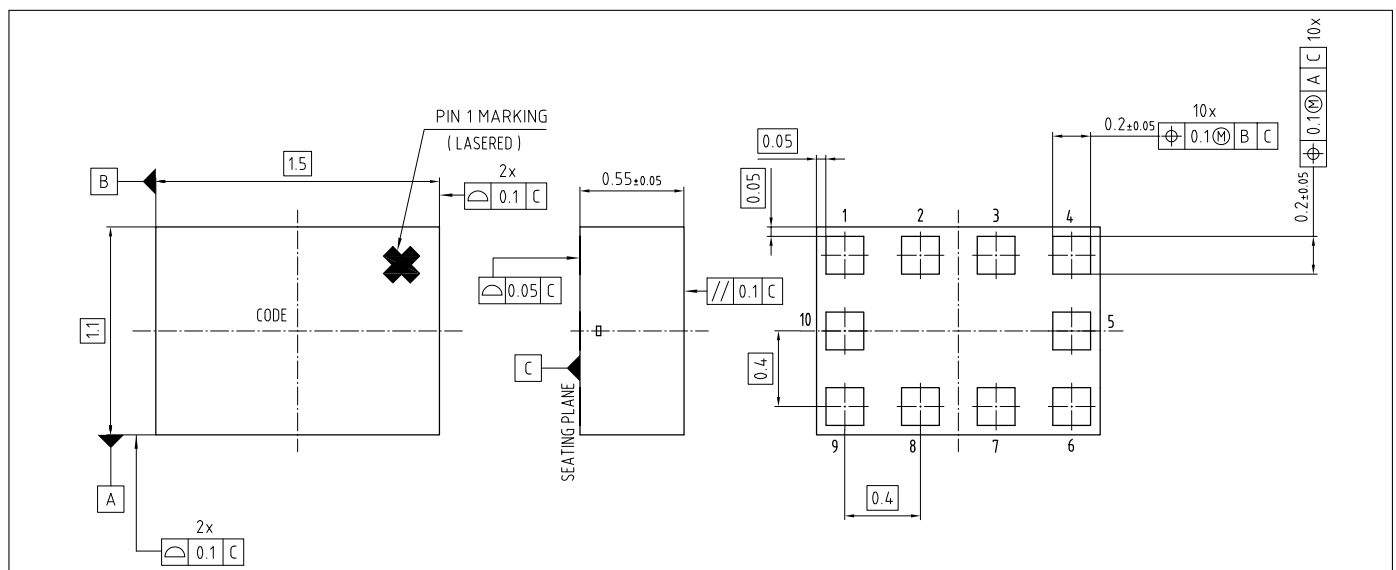 PIN 1 MARKING
( LASERED )
B
1.5
2x
0.1 C
1.1
CODE
A
2x
0.1 C
0.55±0.05
0.05 C
// 0.1 C
C
SEATING PLANE
0.05
0.05
0.2±0.05
10x
0.1 Ⓜ B C
0.1 Ⓜ A C 10x
0.2±0.05
1 2 3 4
10 5
0.4
9 8 7 6
0.4